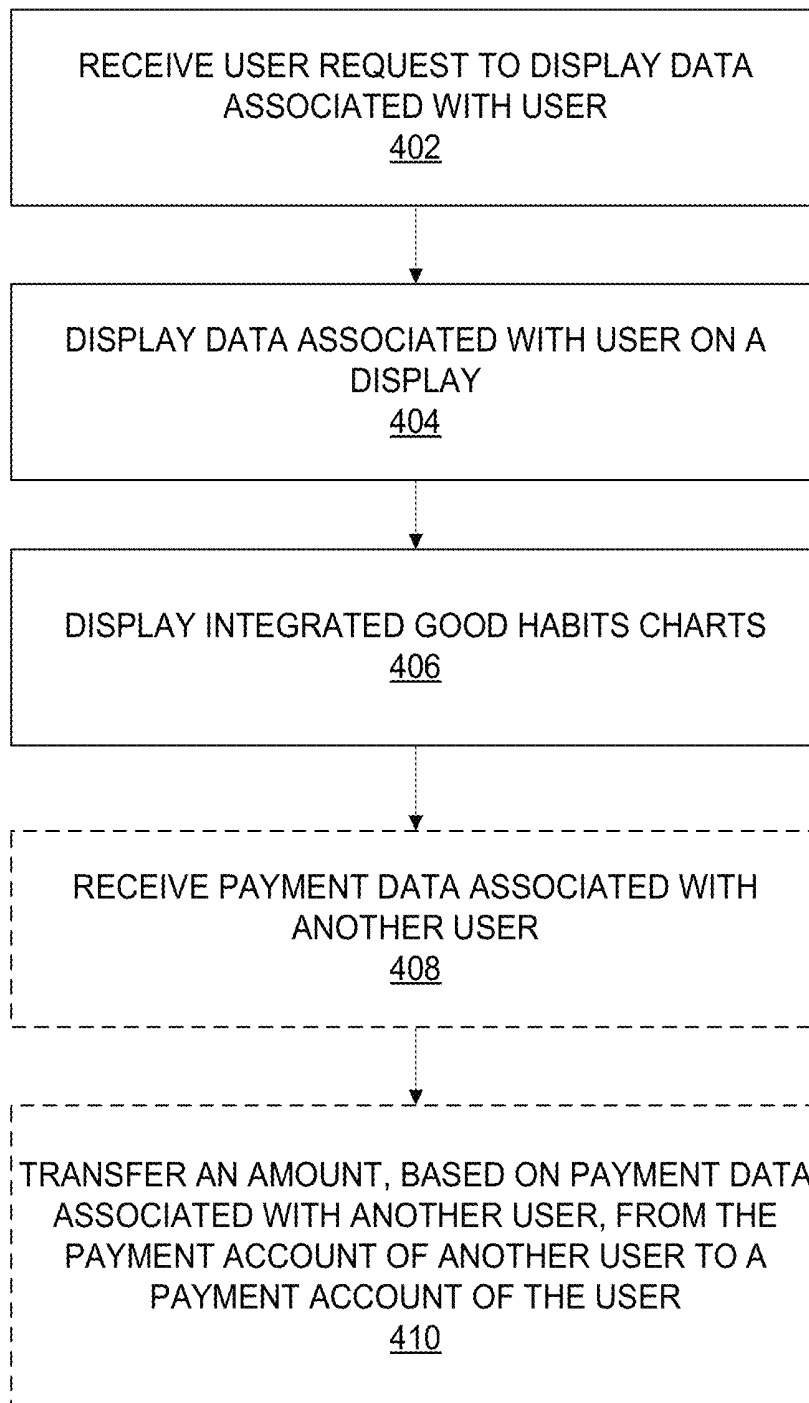 RECEIVE USER REQUEST TO DISPLAY DATA
ASSOCIATED WITH USER
402
DISPLAY DATA ASSOCIATED WITH USER ON A
DISPLAY
404
DISPLAY INTEGRATED GOOD HABITS CHARTS
406
RECEIVE PAYMENT DATA ASSOCIATED WITH
ANOTHER USER
408
TRANSFER AN AMOUNT, BASED ON PAYMENT DATA
ASSOCIATED WITH ANOTHER USER, FROM THE
PAYMENT ACCOUNT OF ANOTHER USER TO A
PAYMENT ACCOUNT OF THE USER
410